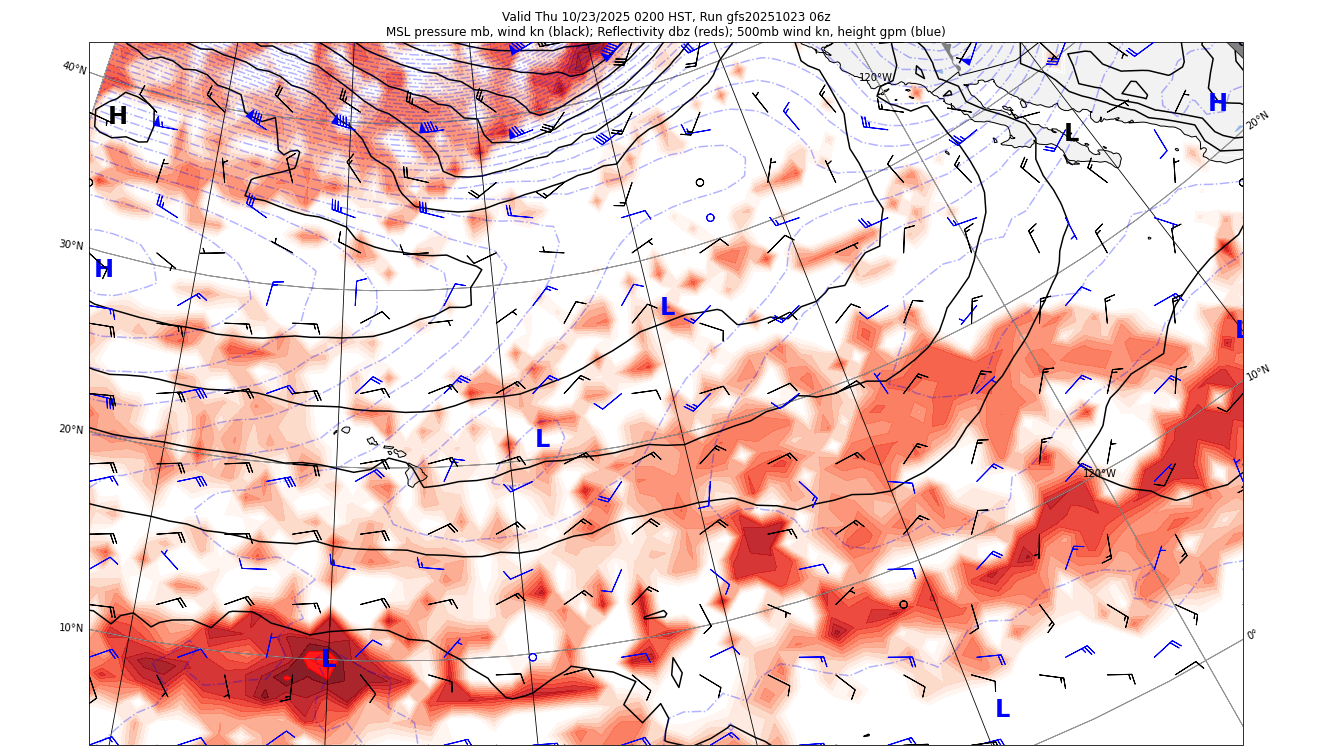 Valid Thu 10/23/2025 0200 HST, Run gfs20251023 06z
MSL pressure mb, wind kn (black); Reflectivity dbz (reds); 500mb wind kn, height gpm (blue)
40°N
120°W
H
H
L
20°N
30°N
H
L
L
10°N
20°N
L
120°W
10°N
0°
L
L